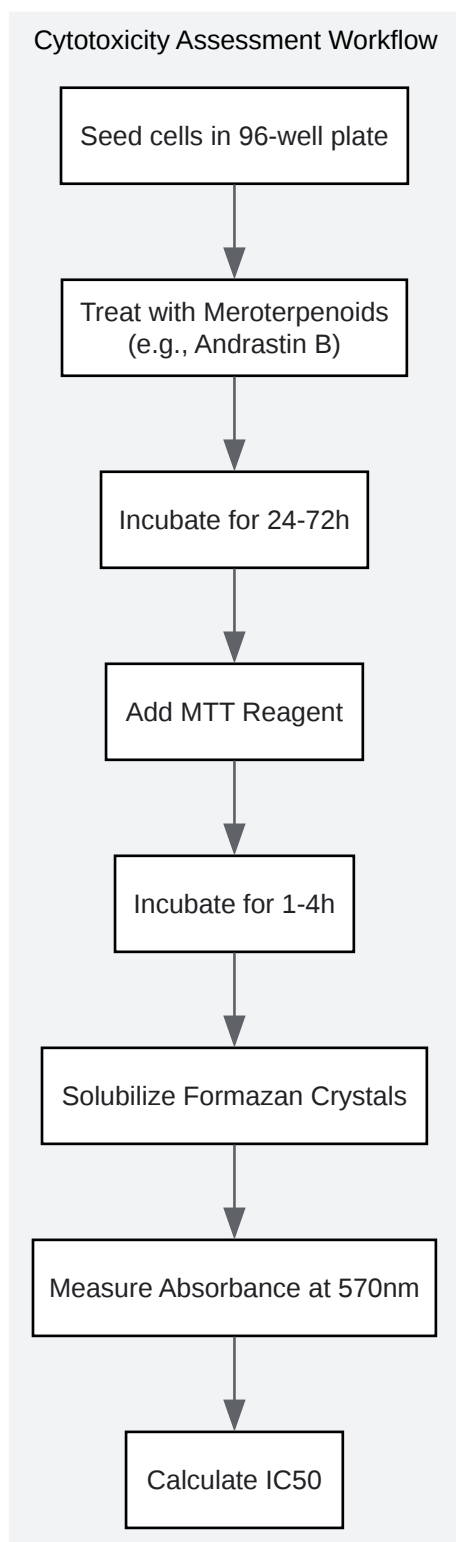 Cytotoxicity Assessment Workflow
Seed cells in 96-well plate
Treat with Meroterpenoids
(e.g., Andrastin B)
Incubate for 24-72h
Add MTT Reagent
Incubate for 1-4h
Solubilize Formazan Crystals
Measure Absorbance at 570nm
Calculate IC50